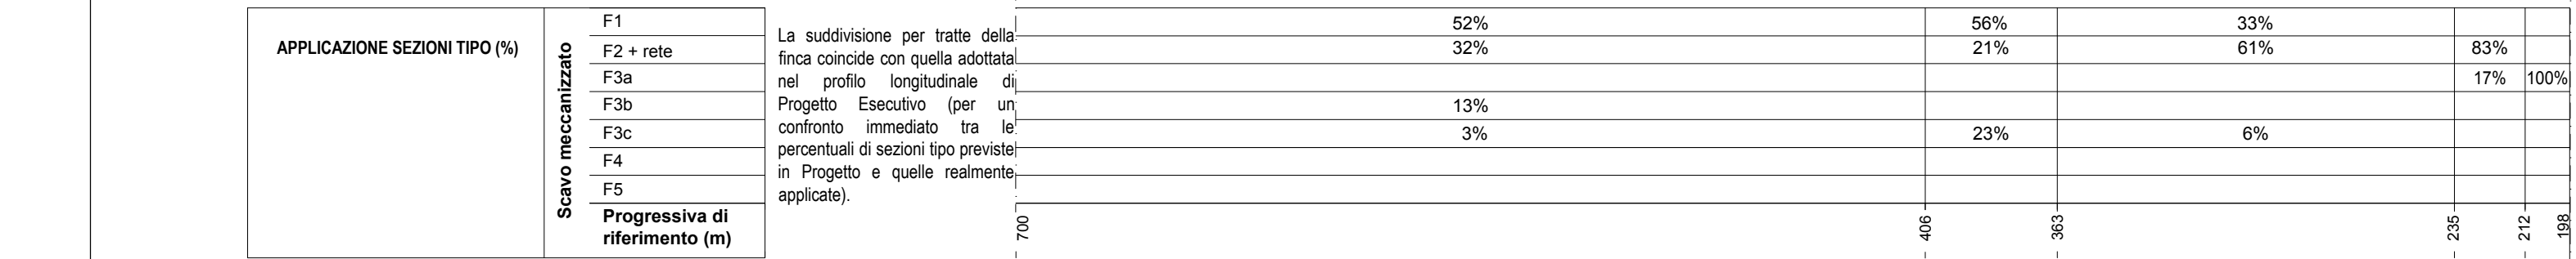 APPLICAZIONE SEZIONI TIPO (%)
Scavo meccanizzato
F1
F2 + rete
F3a
F3b
F3c
F4
F5
Progressiva di
riferimento (m)
La suddivisione per tratte della
finca coincide con quella adottata
nel profilo longitudinale di
Progetto Esecutivo (per un
confronto immediato tra le
percentuali di sezioni tipo previste
in Progetto e quelle realmente
applicate).
52% 56% 33%
32% 21% 61% 83%
17% 100%
13%
3% 23% 6%
700 406 363 235 212 198